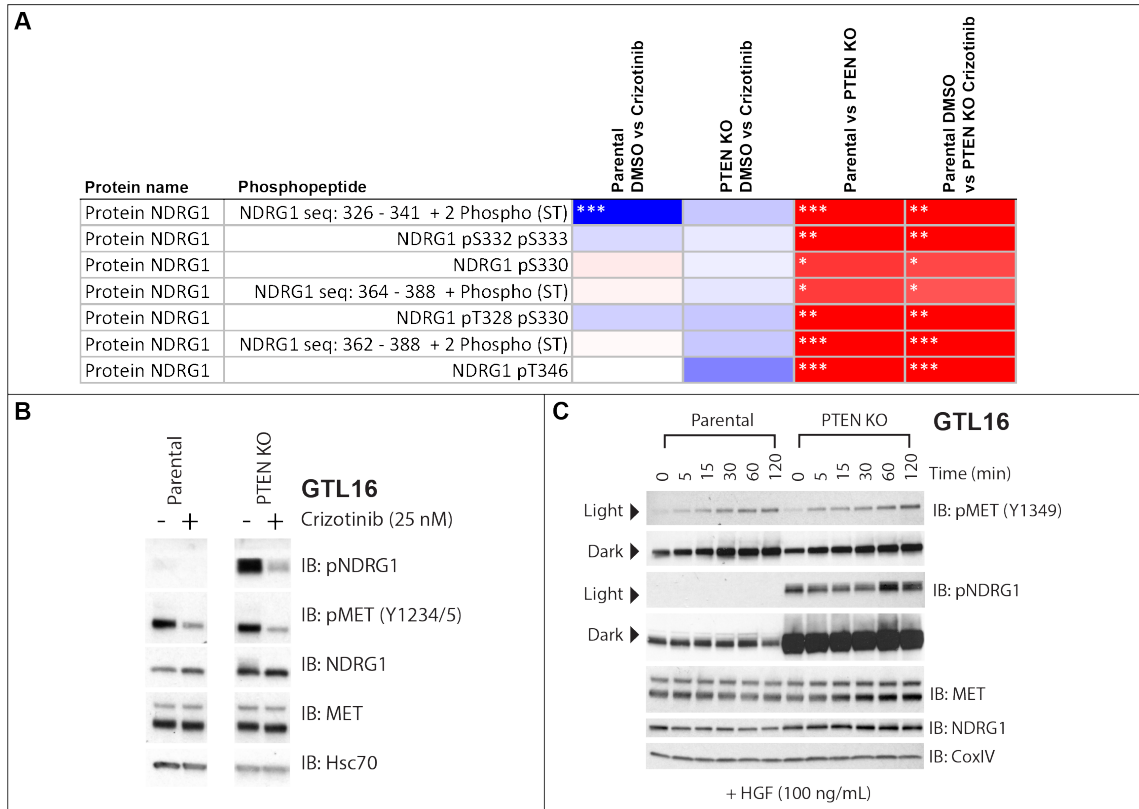 A
Parental
DMSO vs Crizotinib
PTEN KO
DMSO vs Crizotinib
Parental vs PTEN KO
Parental DMSO
vs PTEN KO Crizotinib
Protein name Phosphopeptide
Protein NDRG1 NDRG1 seq: 326 - 341 + 2 Phospho (ST) *** *** **
Protein NDRG1 NDRG1 pS332 pS333 ** **
Protein NDRG1 NDRG1 pS330 * *
Protein NDRG1 NDRG1 seq: 364 - 388 + Phospho (ST) * *
Protein NDRG1 NDRG1 pT328 pS330 ** **
Protein NDRG1 NDRG1 seq: 362 - 388 + 2 Phospho (ST) *** ***
Protein NDRG1 NDRG1 pT346 *** ***
B
Parental
PTEN KO
GTL16
- + - + Crizotinib (25 nM)
IB: pNDRG1
IB: pMET (Y1234/5)
IB: NDRG1
IB: MET
IB: Hsc70
C
Parental PTEN KO GTL16
0 5 15 30 60 120 0 5 15 30 60 120 Time (min)
Light IB: pMET (Y1349)
Dark
Light IB: pNDRG1
Dark
IB: MET
IB: NDRG1
IB: CoxIV
+ HGF (100 ng/mL)